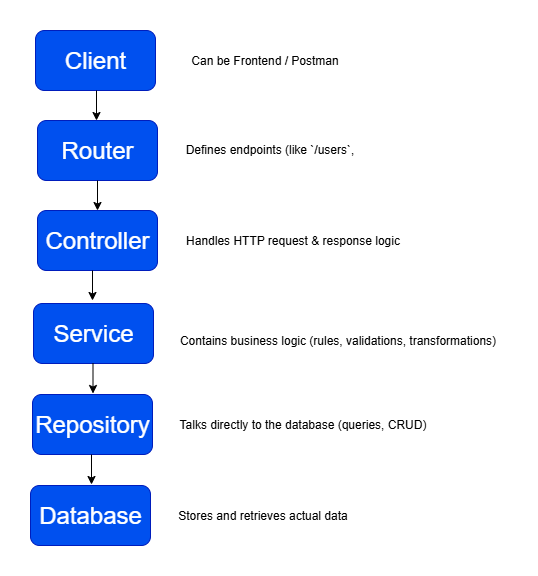 Client
Can be Frontend / Postman
Router
Defines endpoints (like `/users`,
Controller
Handles HTTP request & response logic
Service
Contains business logic (rules, validations, transformations)
Repository
Talks directly to the database (queries, CRUD)
Database
Stores and retrieves actual data